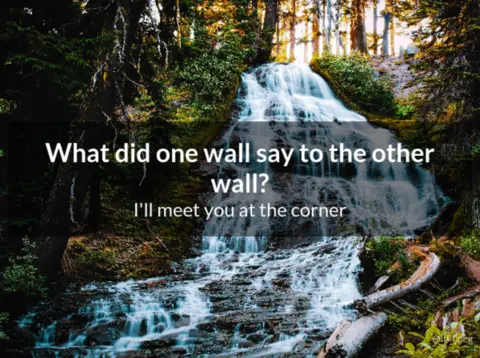 What did one wall say to the other
wall?
I'll meet you at the corner